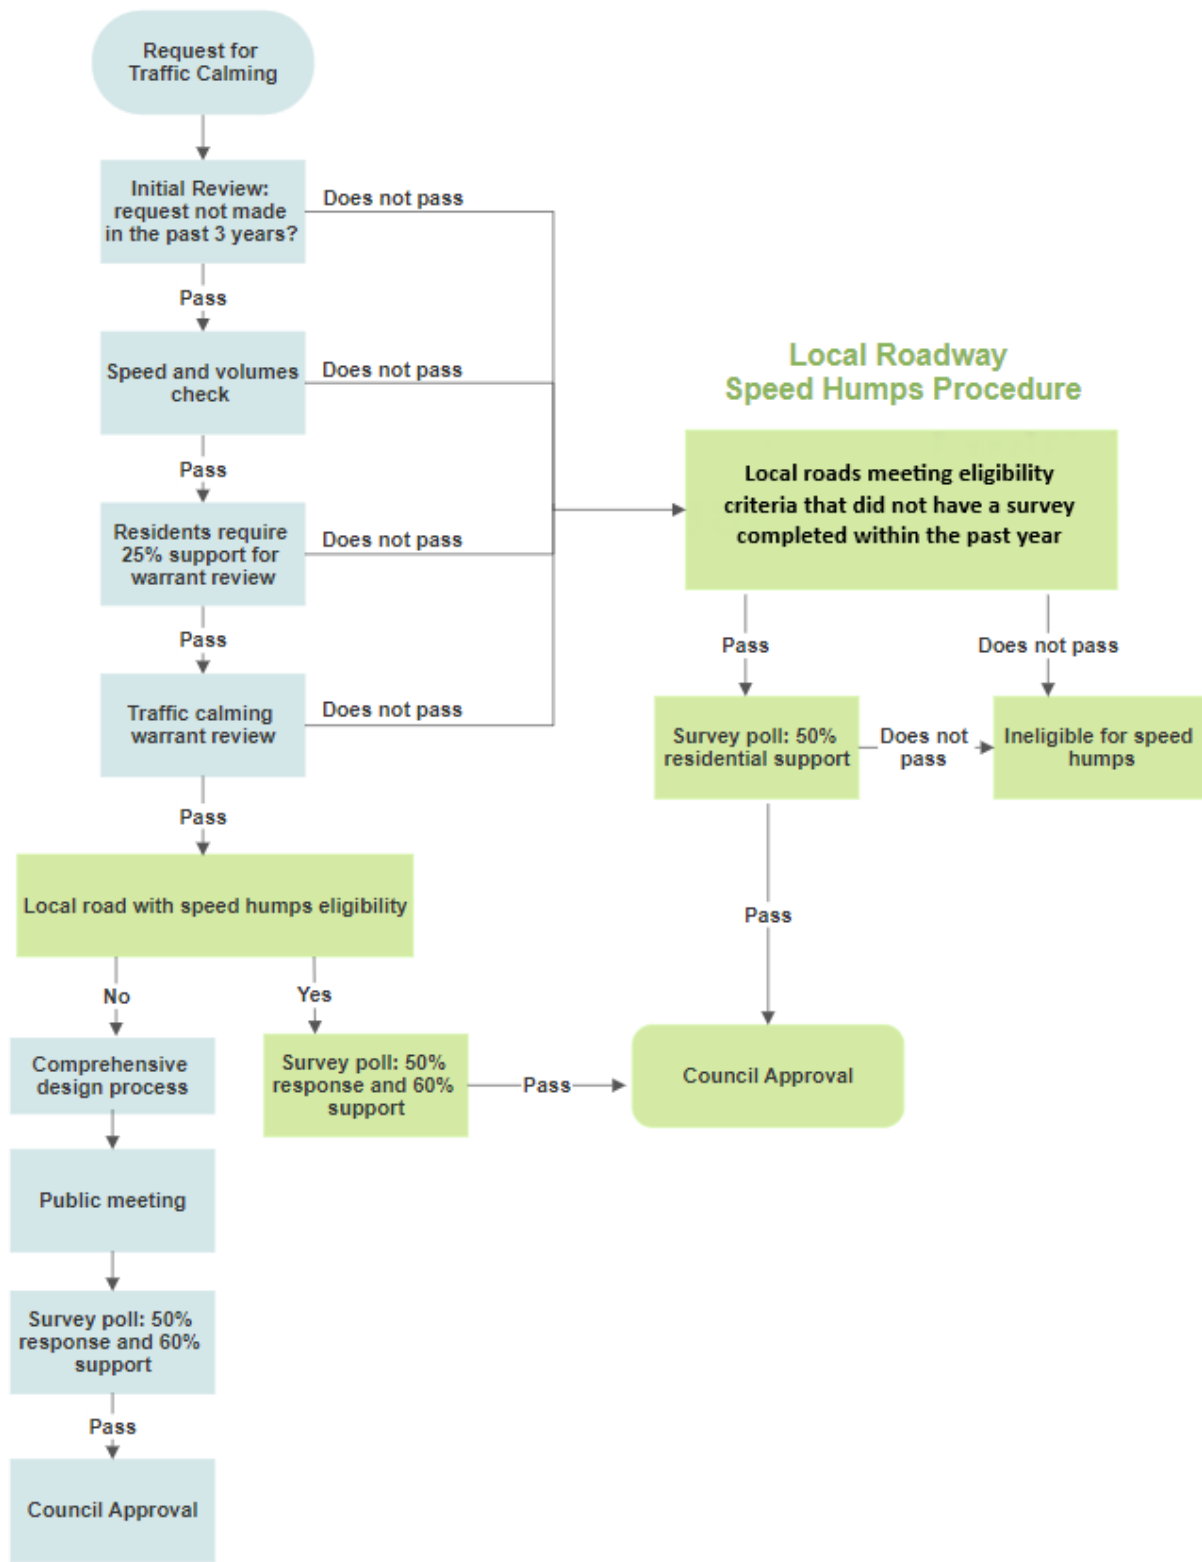 Request for
Traffic Calming
Initial Review:
request not made
in the past 3 years?
Does not pass
Pass
Speed and volumes
check
Does not pass
Pass
Residents require
25% support for
warrant review
Does not pass
Pass
Traffic calming
warrant review
Does not pass
Pass
Local road with speed humps eligibility
No
Yes
Comprehensive
design process
Public meeting
Survey poll: 50%
response and 60%
support
Pass
Council Approval
Survey poll: 50%
response and 60%
support
Pass
Local Roadway
Speed Humps Procedure
Local roads meeting eligibility
criteria that did not have a survey
completed within the past year
Pass
Does not pass
Survey poll: 50%
residential support
Does not
pass
Ineligible for speed
humps
Pass
Council Approval